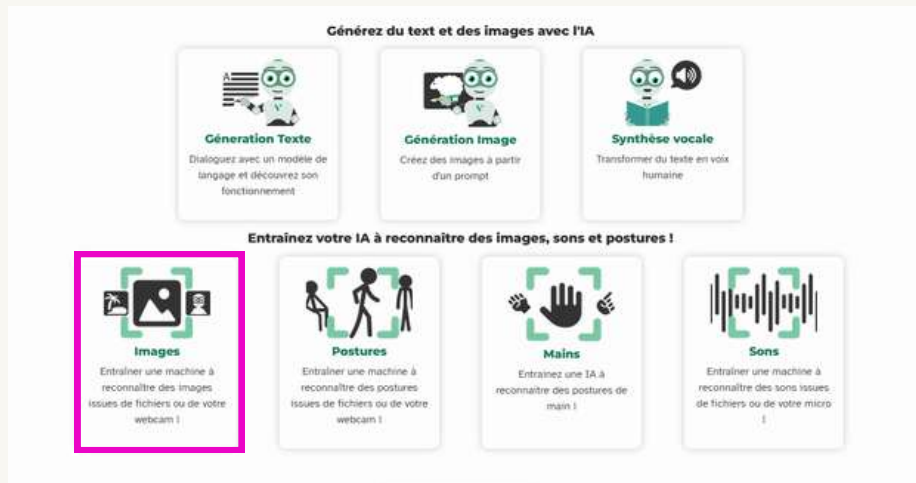 Générez du text et des images avec l'IA
Géneration Texte
Dialoguez avec un modèle de
langage et découvrez son
fonctionnement
Génération Image
Créez des images à partir
d'un prompt
Synthèse vocale
Transformer du texte en voix
humaine
Entraînez votre IA à reconnaître des images, sons et postures !
Images
Entraîner une machine à
reconnaître des images
issues de fichiers ou de votre
webcam !
Postures
Entraîner une machine à
reconnaître des postures
issues de fichiers ou de votre
webcam !
Mains
Entrainez une IA à
reconnaitre des postures de
main !
Sons
Entraîner une machine à
reconnaître des sons issues
de fichiers ou de votre micro
!